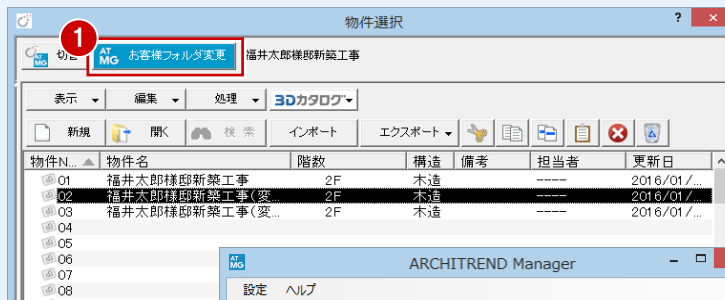 物件選択 ? ×
1
切替 AT MG お客様フォルダ変更 福井太郎様邸新築工事
表示 編集 処理 3Dカタログ
新規 開く 検索 インポート エクスポート
物件N... 物件名 階数 構造 備考 担当者 更新日
01 福井太郎様邸新築工事 2F 木造 ---- 2016/01/...
02 福井太郎様邸新築工事(変... 2F 木造 ---- 2016/01/...
03 福井太郎様邸新築工事(変... 2F 木造 ---- 2016/01/...
04
05
06
07
08
AT MG ARCHITREND Manager
設定 ヘルプ